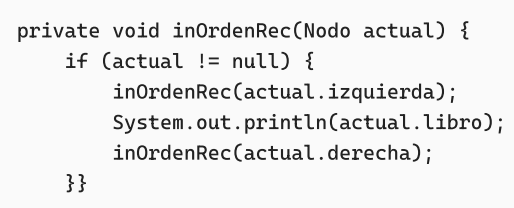 private void inOrdenRec(Nodo actual) {
    if (actual != null) {
        inOrdenRec(actual.izquierda);
        System.out.println(actual.libro);
        inOrdenRec(actual.derecha);
    }}